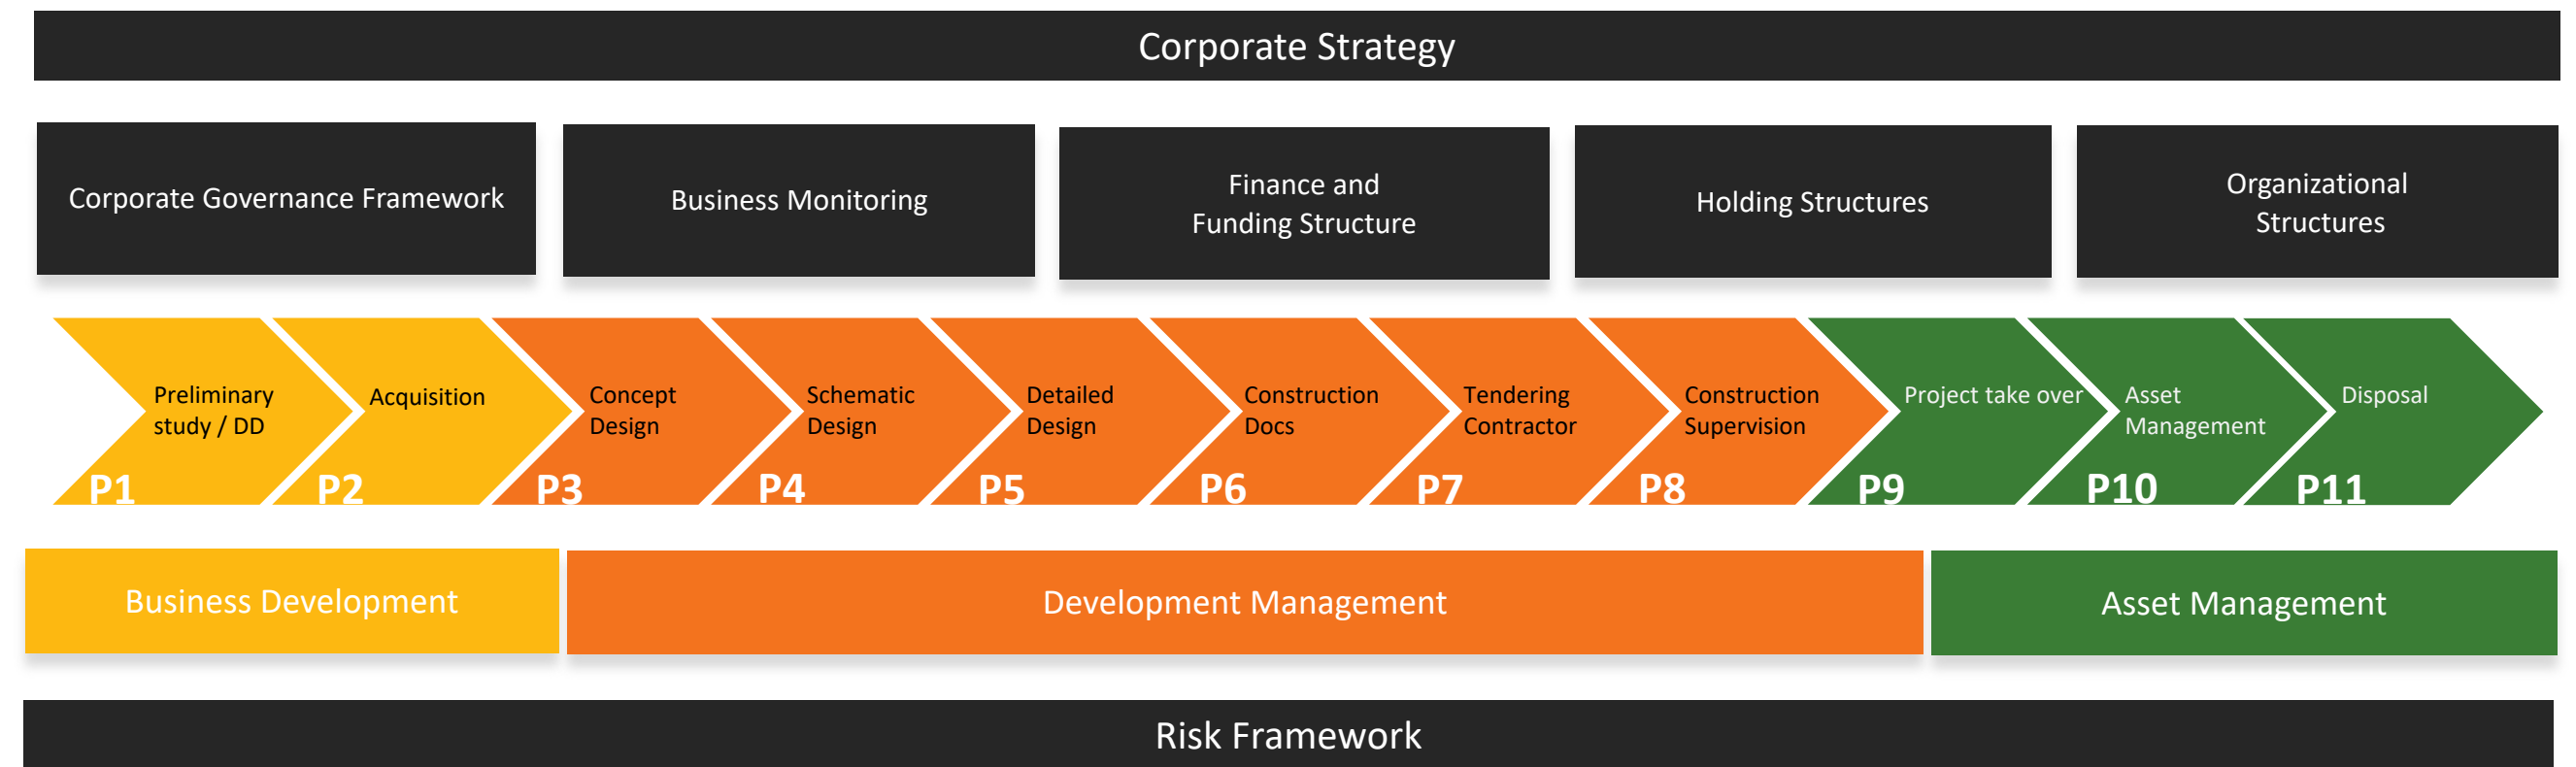 Corporate Strategy
Corporate Governance Framework
Business Monitoring
Finance and
Funding Structure
Holding Structures
Organizational
Structures
Preliminary
study / DD
P1
Acquisition
P2
Concept
Design
P3
Schematic
Design
P4
Detailed
Design
P5
Construction
Docs
P6
Tendering
Contractor
P7
Construction
Supervision
P8
Project take over
P9
Asset
Management
P10
Disposal
P11
Business Development
Development Management
Asset Management
Risk Framework